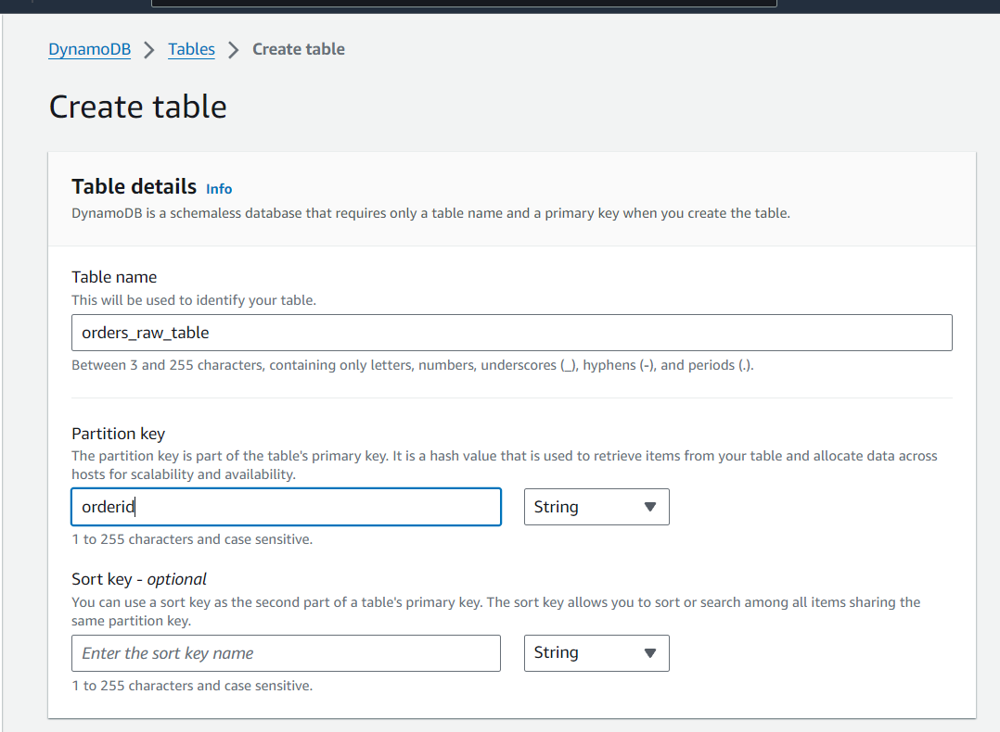 DynamoDB > Tables > Create table
Create table
Table details Info
DynamoDB is a schemaless database that requires only a table name and a primary key when you create the table.
Table name
This will be used to identify your table.
orders_raw_table
Between 3 and 255 characters, containing only letters, numbers, underscores (_), hyphens (-), and periods (.).
Partition key
The partition key is part of the table's primary key. It is a hash value that is used to retrieve items from your table and allocate data across
hosts for scalability and availability.
orderid String
1 to 255 characters and case sensitive.
Sort key - optional
You can use a sort key as the second part of a table's primary key. The sort key allows you to sort or search among all items sharing the
same partition key.
Enter the sort key name String
1 to 255 characters and case sensitive.